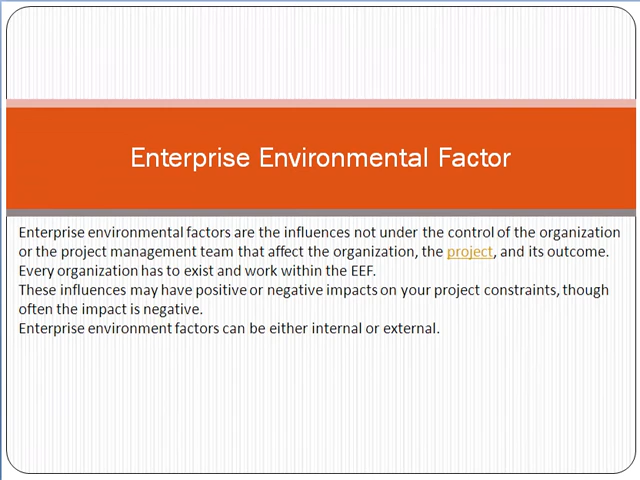 Enterprise Environmental Factor
Enterprise environmental factors are the influences not under the control of the organization
or the project management team that affect the organization, the project, and its outcome.
Every organization has to exist and work within the EEF.
These influences may have positive or negative impacts on your project constraints, though
often the impact is negative.
Enterprise environment factors can be either internal or external.